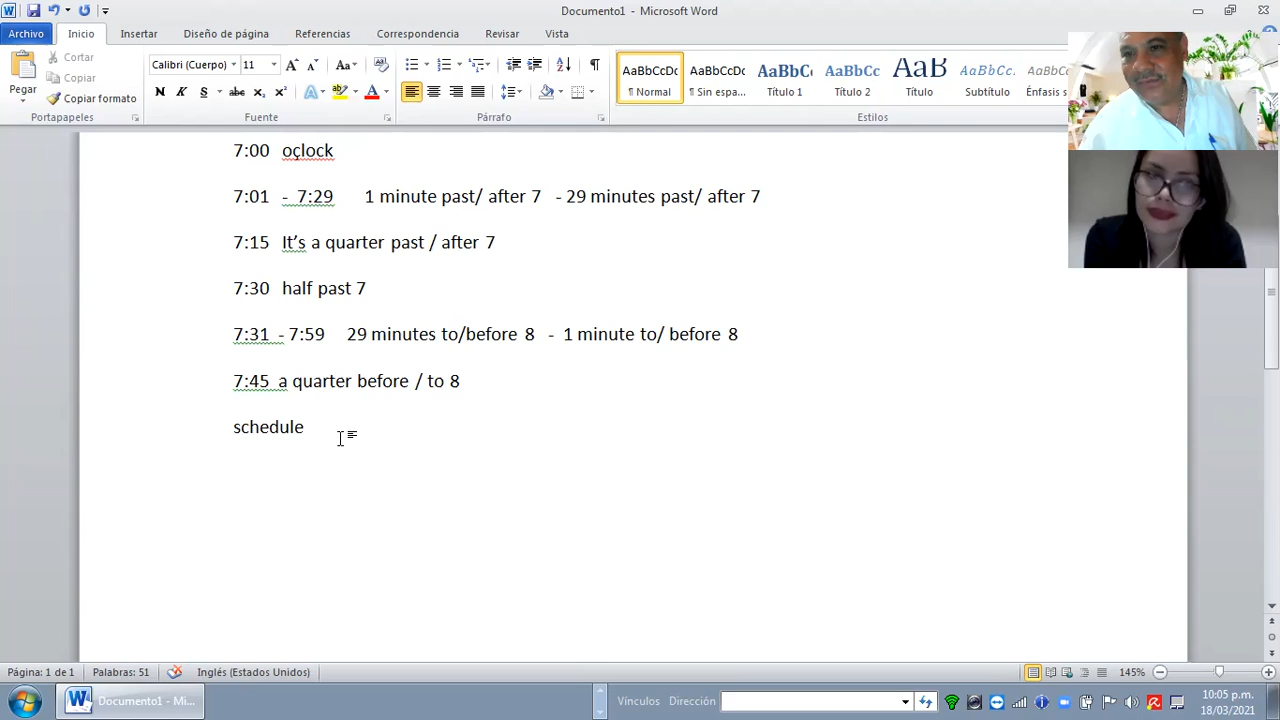 Documento1 - Microsoft Word
Archivo Inicio Insertar Diseño de página Referencias Correspondencia Revisar Vista
Pegar
Cortar
Copiar
Copiar formato
Portapapeles
Calibri (Cuerpo) 11
Fuente
Párrafo
AaBbCcDc AaBbCcDc AaBbC AaBbCc AaB AaBbCc. AaBbCcD
¶ Normal ¶ Sin espa... Título 1 Título 2 Título Subtítulo Énfasis s
Estilos
7:00 oçlock
7:01 - 7:29 1 minute past/ after 7 - 29 minutes past/ after 7
7:15 It’s a quarter past / after 7
7:30 half past 7
7:31 - 7:59 29 minutes to/before 8 - 1 minute to/ before 8
7:45 a quarter before / to 8
schedule
Página: 1 de 1 Palabras: 51 Inglés (Estados Unidos) 145%
Documento1 - Mi... Vínculos Dirección
10:05 p.m.
18/03/2021